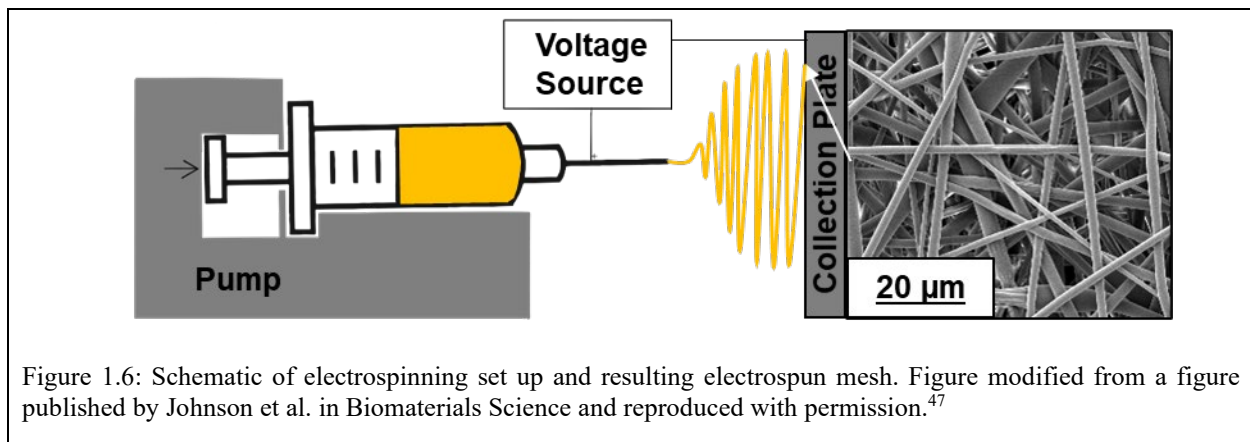 Voltage
Source
Pump
Collection Plate
20 µm
Figure 1.6: Schematic of electrospinning set up and resulting electrospun mesh. Figure modified from a figure
published by Johnson et al. in Biomaterials Science and reproduced with permission.47